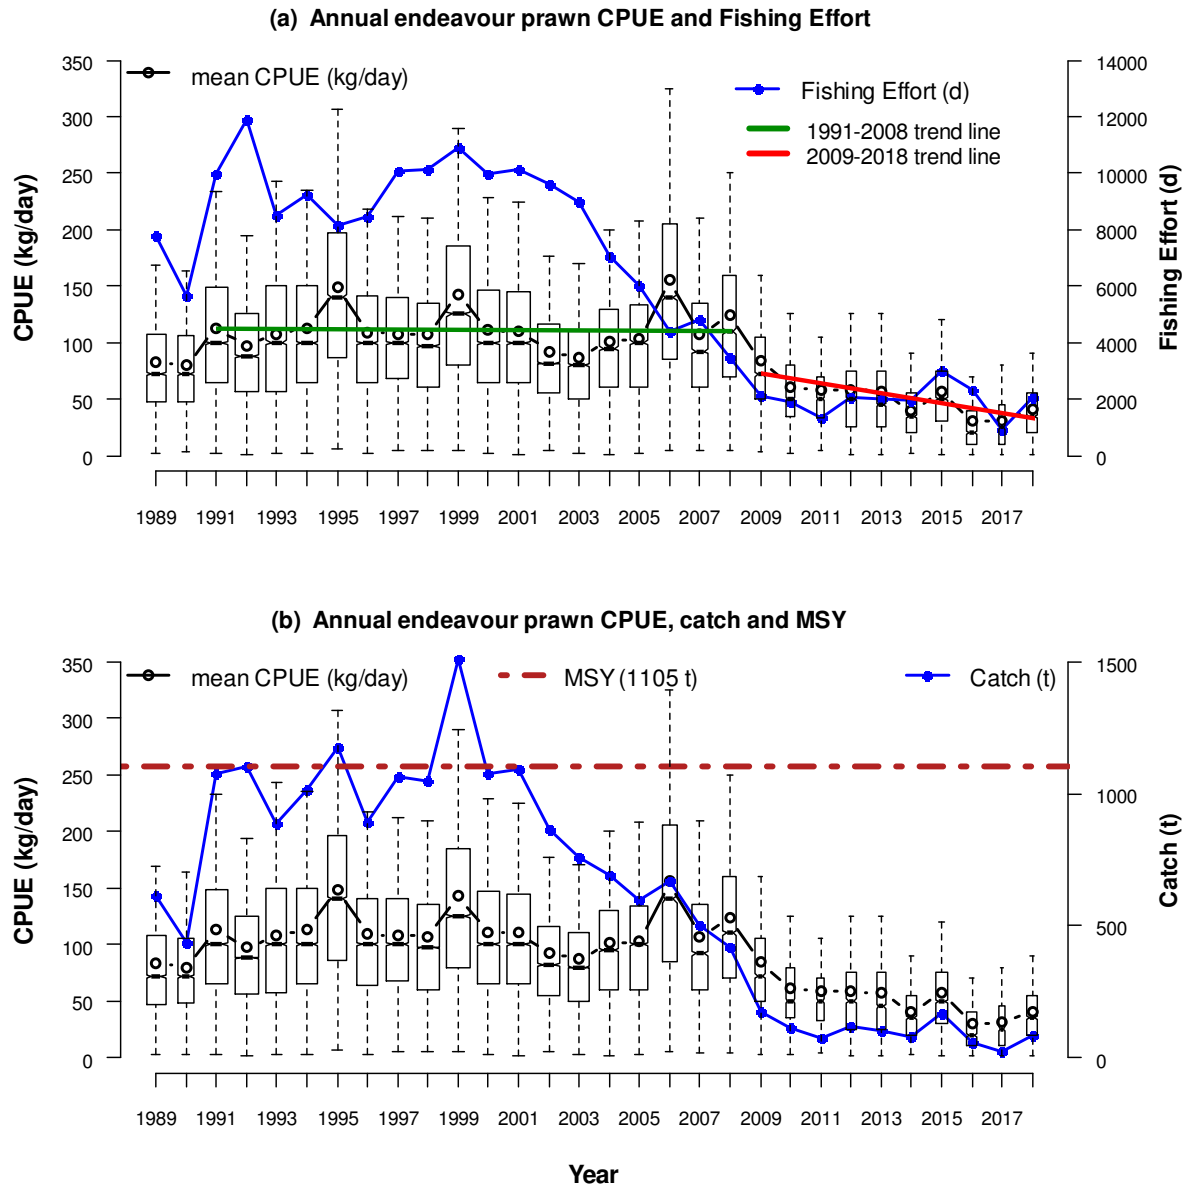 (a)  Annual endeavour prawn CPUE and Fishing Effort
mean CPUE (kg/day)
Fishing Effort (d)
1991-2008 trend line
2009-2018 trend line
CPUE (kg/day)
350
300
250
200
150
100
50
0
14000
12000
10000
8000
6000
4000
2000
0
Fishing Effort (d)
1989 1991 1993 1995 1997 1999 2001 2003 2005 2007 2009 2011 2013 2015 2017
(b)  Annual endeavour prawn CPUE, catch and MSY
mean CPUE (kg/day) MSY (1105 t) Catch (t)
CPUE (kg/day)
350
300
250
200
150
100
50
0
1500
1000
500
0
Catch (t)
1989 1991 1993 1995 1997 1999 2001 2003 2005 2007 2009 2011 2013 2015 2017
Year